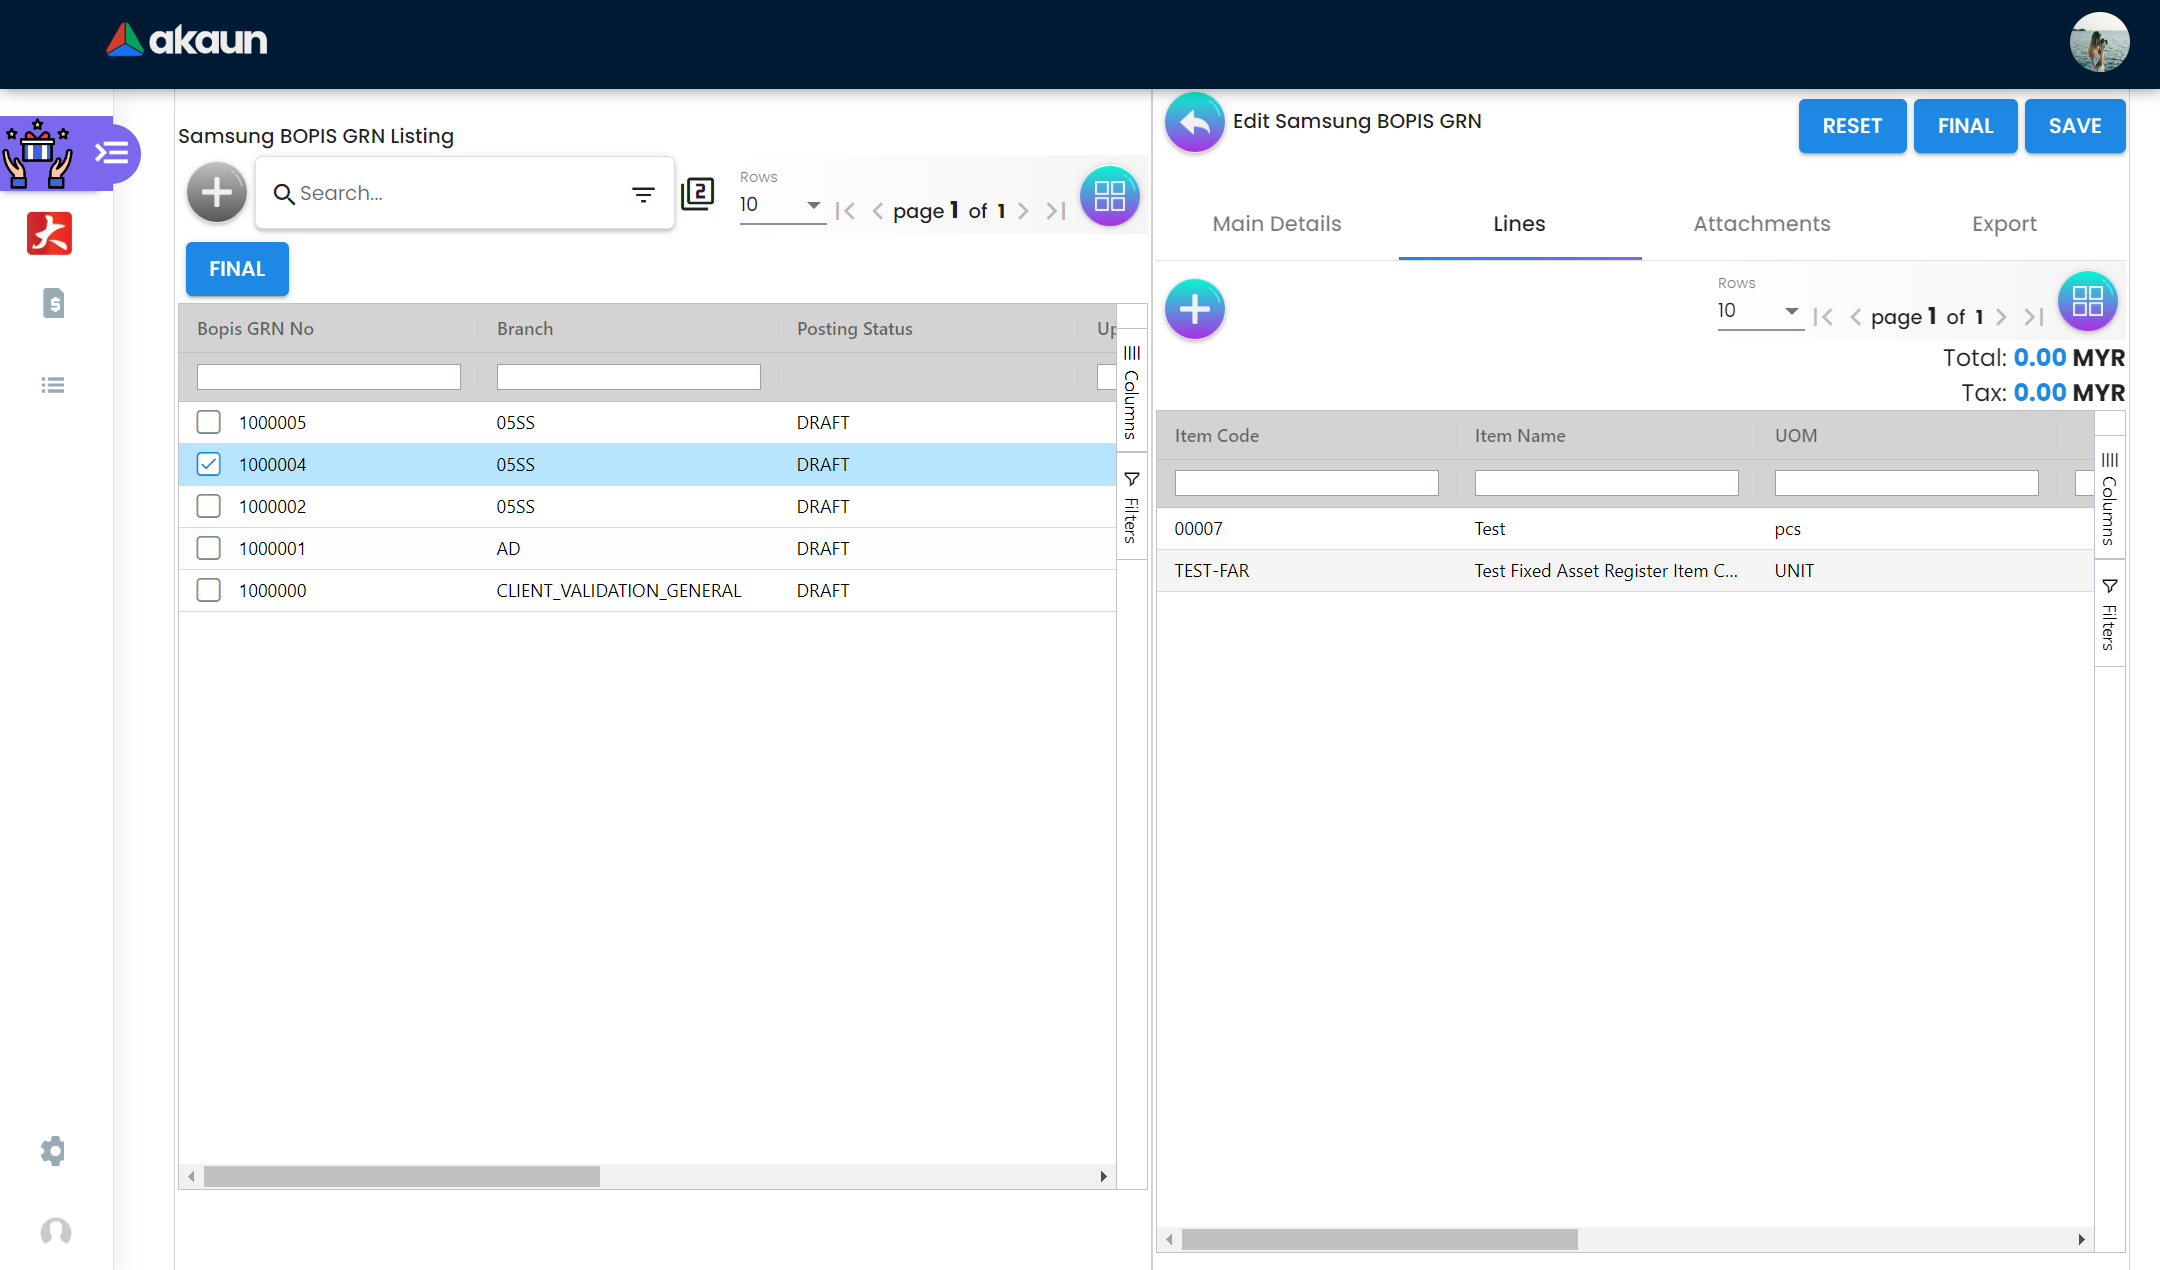 akaun
Samsung BOPIS GRN Listing
Search...
2
Rows
10
page 1 of 1
FINAL
Bopis GRN No Branch Posting Status Up
1000005 05SS DRAFT
1000004 05SS DRAFT
1000002 05SS DRAFT
1000001 AD DRAFT
1000000 CLIENT_VALIDATION_GENERAL DRAFT
Columns
Filters
Edit Samsung BOPIS GRN
RESET FINAL SAVE
Main Details Lines Attachments Export
Rows
10
page 1 of 1
Total: 0.00 MYR
Tax: 0.00 MYR
Item Code Item Name UOM
00007 Test pcs
TEST-FAR Test Fixed Asset Register Item C... UNIT
Columns
Filters